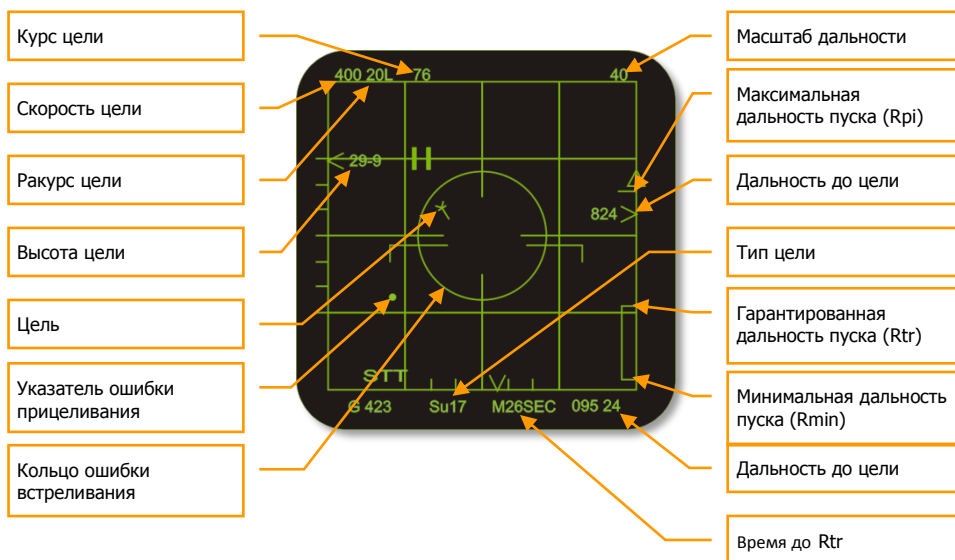 Курс цели
Скорость цели
Ракурс цели
Высота цели
Цель
Указатель ошибки
прицеливания
Кольцо ошибки
встреливания
400 20L 76
40
29-9
H
824
STT
G 423
Su17
M26SEC
095 24
Масштаб дальности
Максимальная
дальность пуска (Rpi)
Дальность до цели
Тип цели
Гарантированная
дальность пуска (Rtr)
Минимальная дальность
пуска (Rmin)
Дальность до цели
Время до Rtr